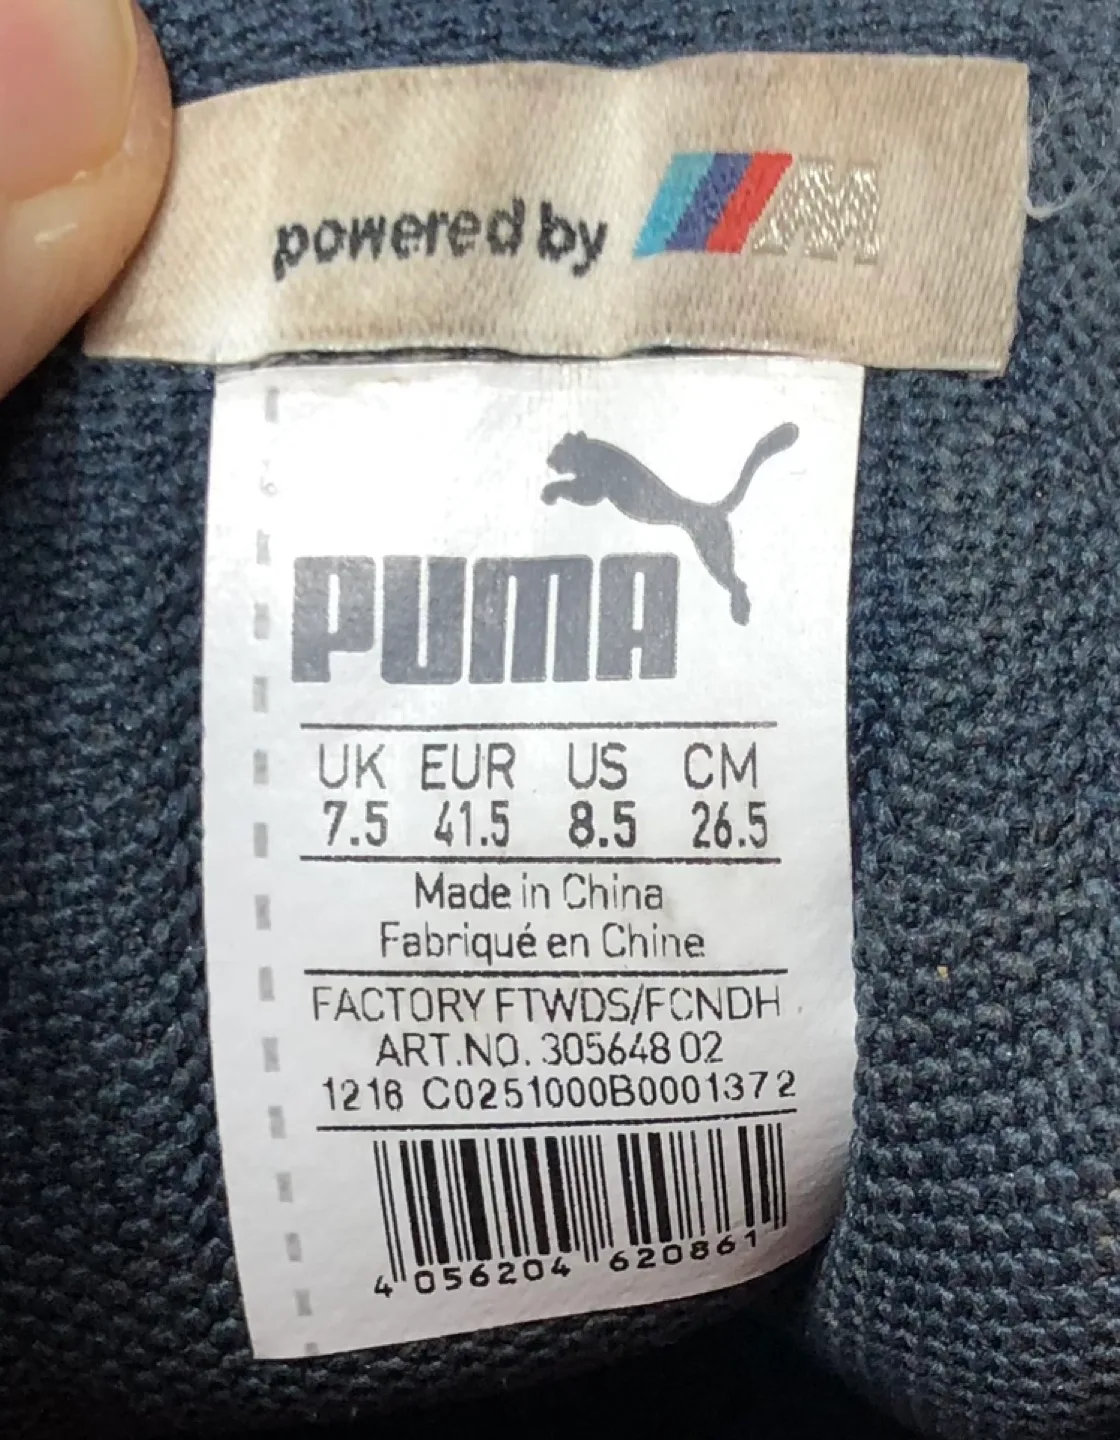 powered by M
PUMA
UK EUR US CM
7.5 41.5 8.5 26.5
Made in China
Fabriqué en Chine
FACTORY FTWDS/FCNDH
ART.NO. 305648 02
1216 C0251000B0001372
4 056204 620861